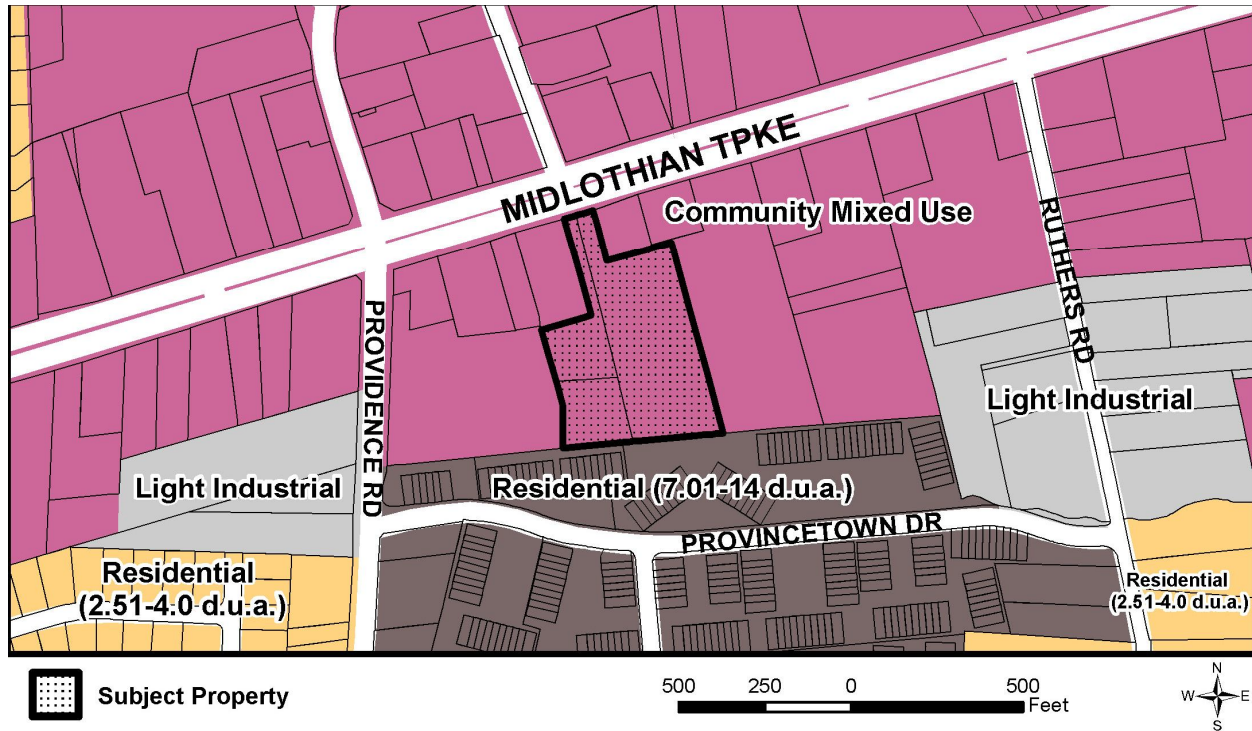 MIDLOTHIAN TPKE
Community Mixed Use
RUTHERS RD
PROVIDENCE RD
Light Industrial
Light Industrial
Residential (7.01-14 d.u.a.)
PROVINCETOWN DR
Residential
(2.51-4.0 d.u.a.)
Residential
(2.51-4.0 d.u.a.)
Subject Property
500 250 0 500
Feet
N
W E
S